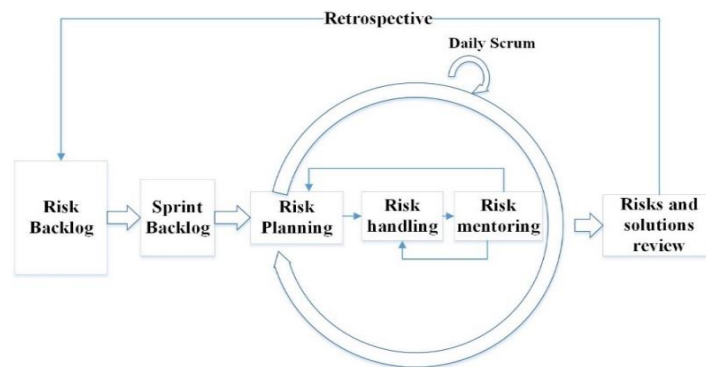 Retrospective
Daily Scrum
Risk
Backlog
Sprint
Backlog
Risk
Planning
Risk
handling
Risk
mentoring
Risks and
solutions
review